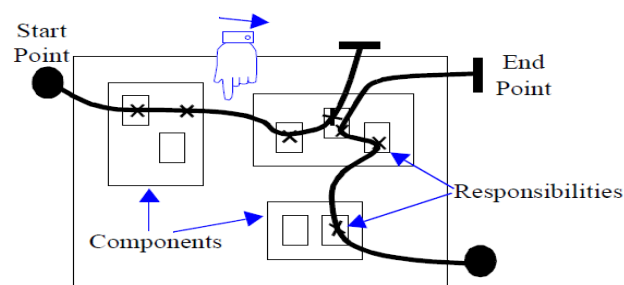 Start
Point
End
Point
Responsibilities
Components